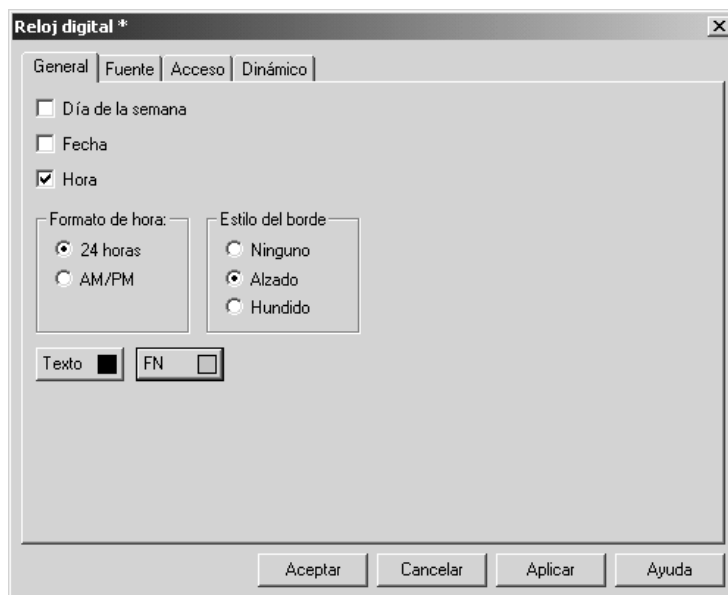 Reloj digital *
General Fuente Acceso Dinámico
Día de la semana
Fecha
Hora
Formato de hora: Estilo del borde
24 horas Ninguno
AM/PM Alzado
Hundido
Texto FN
Aceptar Cancelar Aplicar Ayuda